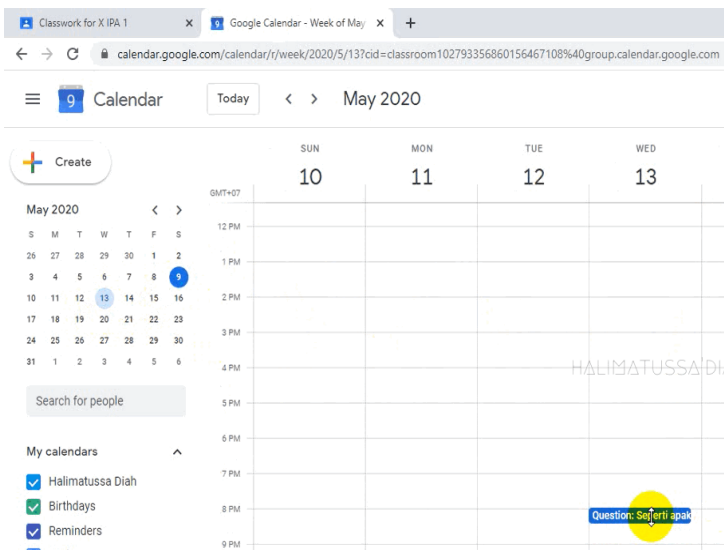 Classwork for X IPA 1
Google Calendar - Week of May
calendar.google.com/calendar/r/week/2020/5/13?cid=classroom102793356860156467108%40group.calendar.google.com
9 Calendar Today May 2020
Create
SUN MON TUE WED
10 11 12 13
GMT+07
May 2020
S M T W T F S
26 27 28 29 30 1 2
3 4 5 6 7 8 9
10 11 12 13 14 15 16
17 18 19 20 21 22 23
24 25 26 27 28 29 30
31 1 2 3 4 5 6
12 PM
1 PM
2 PM
3 PM
4 PM
5 PM
6 PM
7 PM
8 PM
9 PM
HALIMATUSSA'DI
Question: Seperti apak
Search for people
My calendars
Halimatussa Diah
Birthdays
Reminders